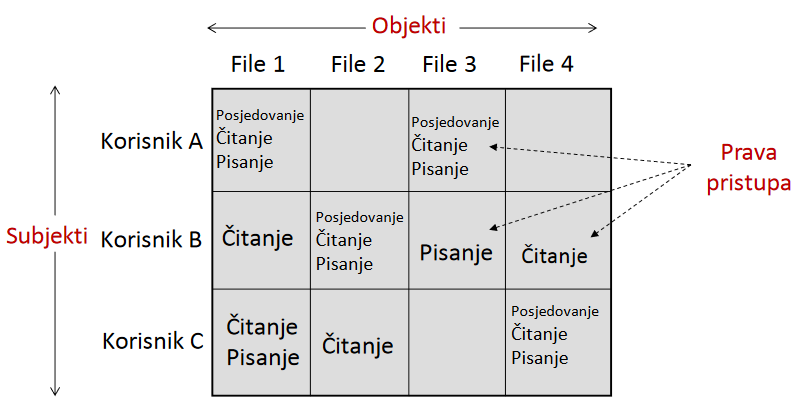 Objekti
File 1
File 2
File 3
File 4
Korisnik A
Posjedovanje
Čitanje
Pisanje
Posjedovanje
Čitanje
Pisanje
Prava
pristupa
Subjekti
Korisnik B
Čitanje
Posjedovanje
Čitanje
Pisanje
Pisanje
Čitanje
Korisnik C
Čitanje
Pisanje
Čitanje
Posjedovanje
Čitanje
Pisanje